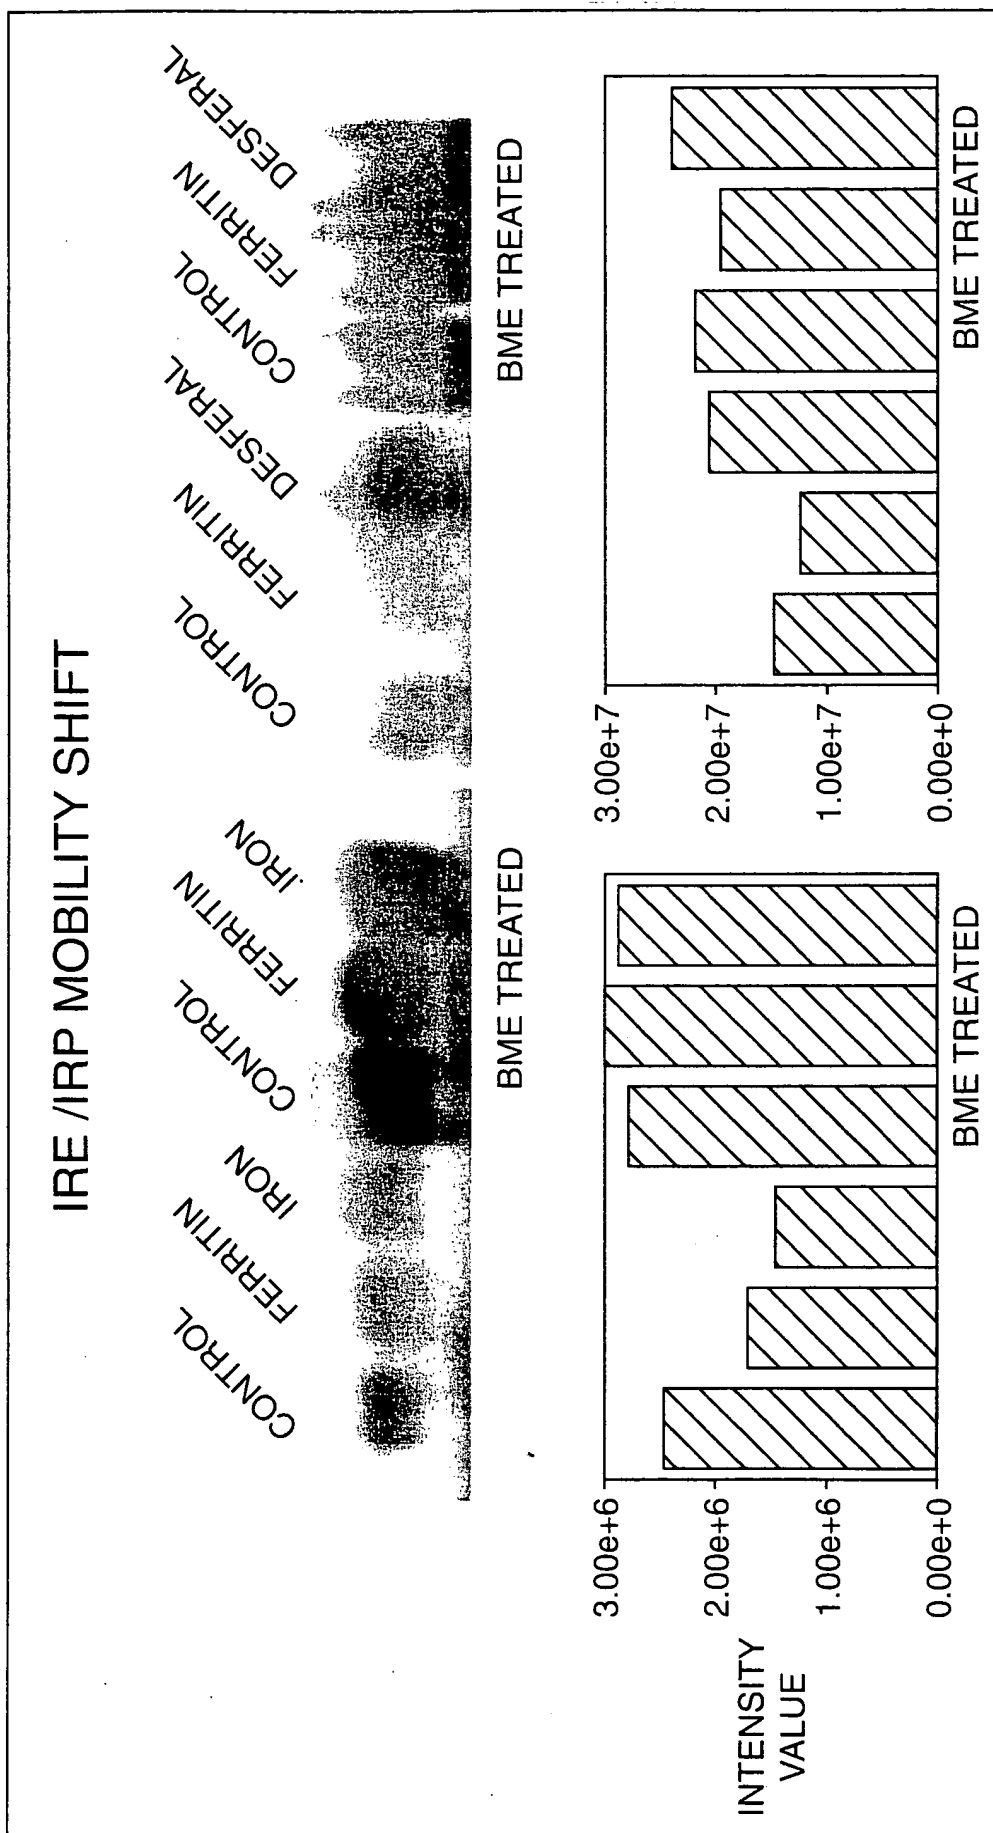 IRE /IRP MOBILITY SHIFT
CONTROL
FERRITIN
IRON
CONTROL
FERRITIN
IRON
CONTROL
FERRITIN
DESFERAL
CONTROL
FERRITIN
DESFERAL
BME TREATED
BME TREATED
INTENSITY
VALUE
3.00e+6
2.00e+6
1.00e+6
0.00e+0
BME TREATED
3.00e+7
2.00e+7
1.00e+7
0.00e+0
BME TREATED